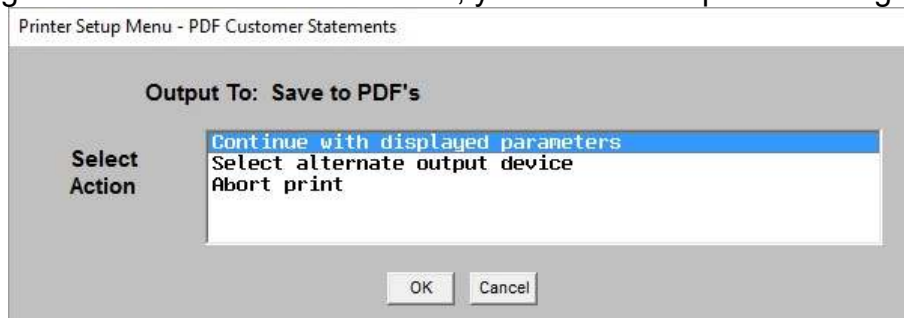 Printer Setup Menu - PDF Customer Statements
Output To: Save to PDF's
Select
Action
Continue with displayed parameters
Select alternate output device
Abort print
OK
Cancel